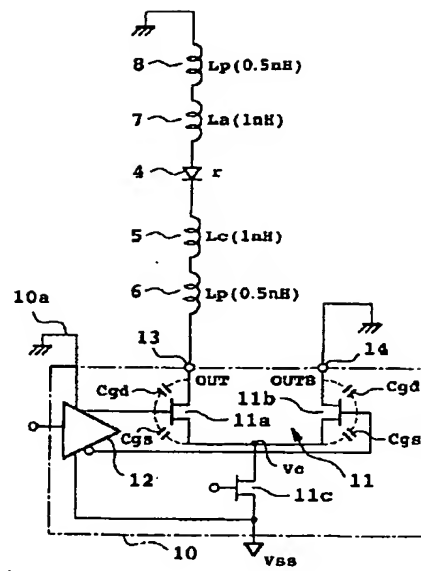 8 Lp(0.5nH)
7 La(1nH)
4 r
5 Lc(1nH)
6 Lp(0.5nH)
10a
13 14
OUT OUTB
Cgd 11b Cgd
11a
Cgs Cgs
12 Vc 11
11c
10 Vss